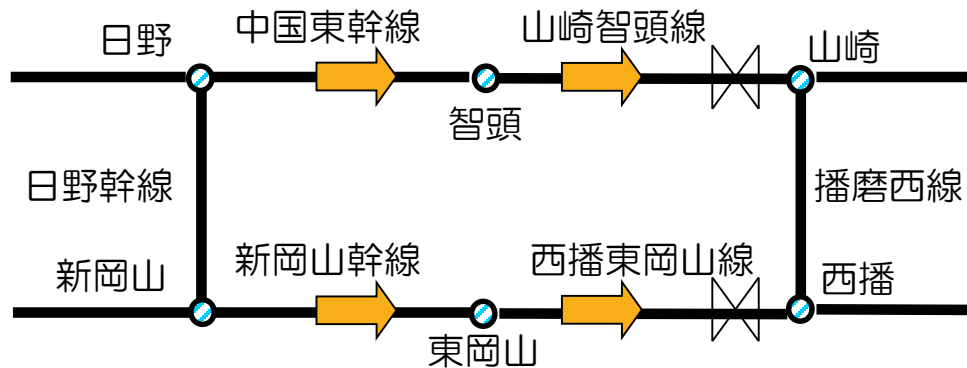 日野
中国東幹線
山崎智頭線
山崎
智頭
日野幹線
播磨西線
新岡山
新岡山幹線
西播東岡山線
西播
東岡山